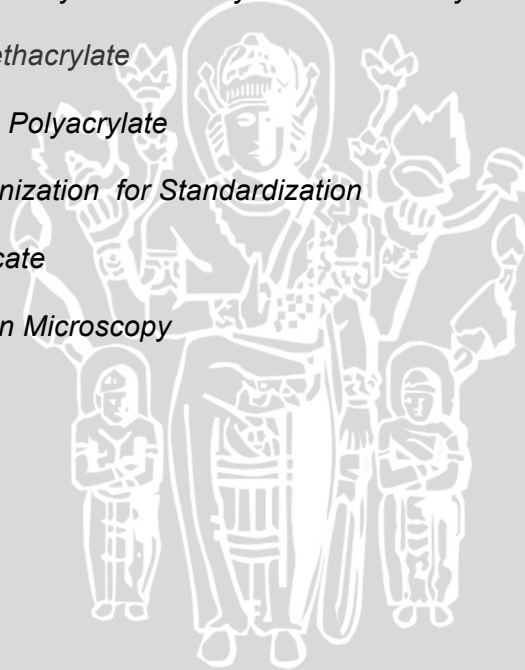 ethacrylate
Polyacrylate
nization for Standardization
cate
n Microscopy